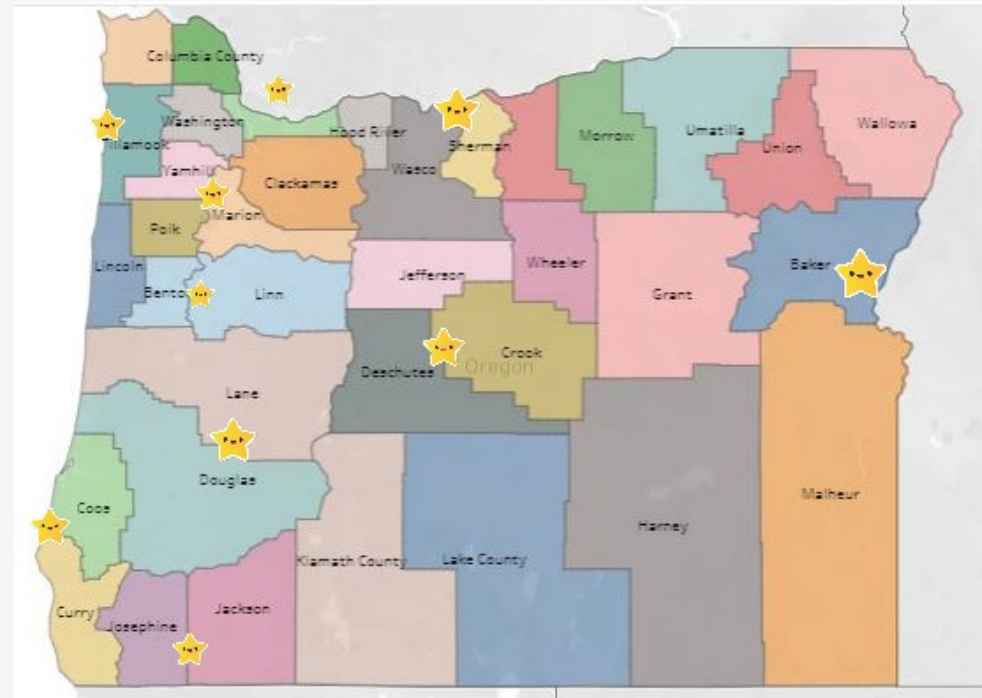 Columbia County
Washington
Tillamook
Hood River
Sherman
Morrow
Umatilla
Union
Wallowa
Yamhill
Clackamas
Wasco
Marion
Polk
Lincoln
Bento
Linn
Jefferson
Wheeler
Grant
Baker
Deschutes
Crook
Oregon
Lane
Douglas
Coos
Klamath County
Lake County
Harney
Malheur
Curry
Josephine
Jackson